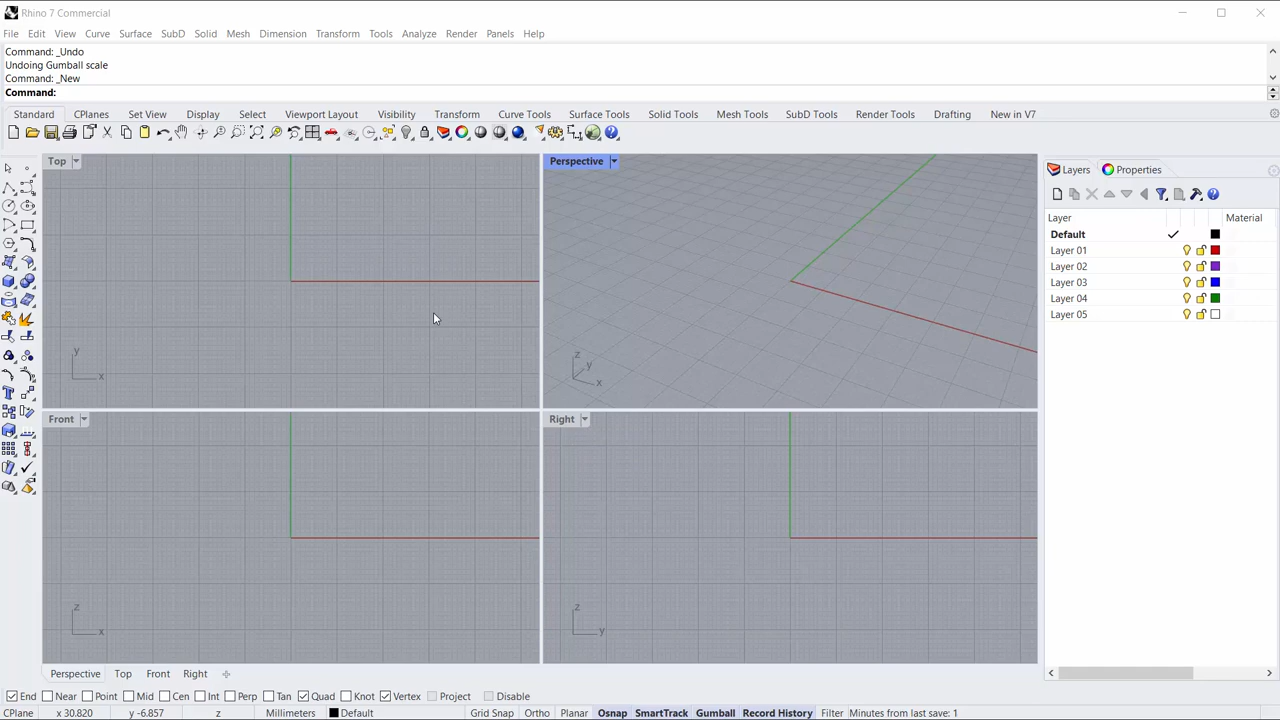 Rhino 7 Commercial
File Edit View Curve Surface SubD Solid Mesh Dimension Transform Tools Analyze Render Panels Help
Command: _Undo
Undoing Gumball scale
Command: _New
Command:
Standard CPlanes Set View Display Select Viewport Layout Visibility Transform Curve Tools Surface Tools Solid Tools Mesh Tools SubD Tools Render Tools Drafting New in V7
Top
y
x
Perspective
z
y
x
Front
z
x
Right
z
y
Layers Properties
Layer Material
Default
Layer 01
Layer 02
Layer 03
Layer 04
Layer 05
Perspective Top Front Right
End Near Point Mid Cen Int Perp Tan Quad Knot Vertex Project Disable
CPlane x 30.820 y -6.857 z Millimeters Default Grid Snap Ortho Planar Osnap SmartTrack Gumball Record History Filter Minutes from last save: 1